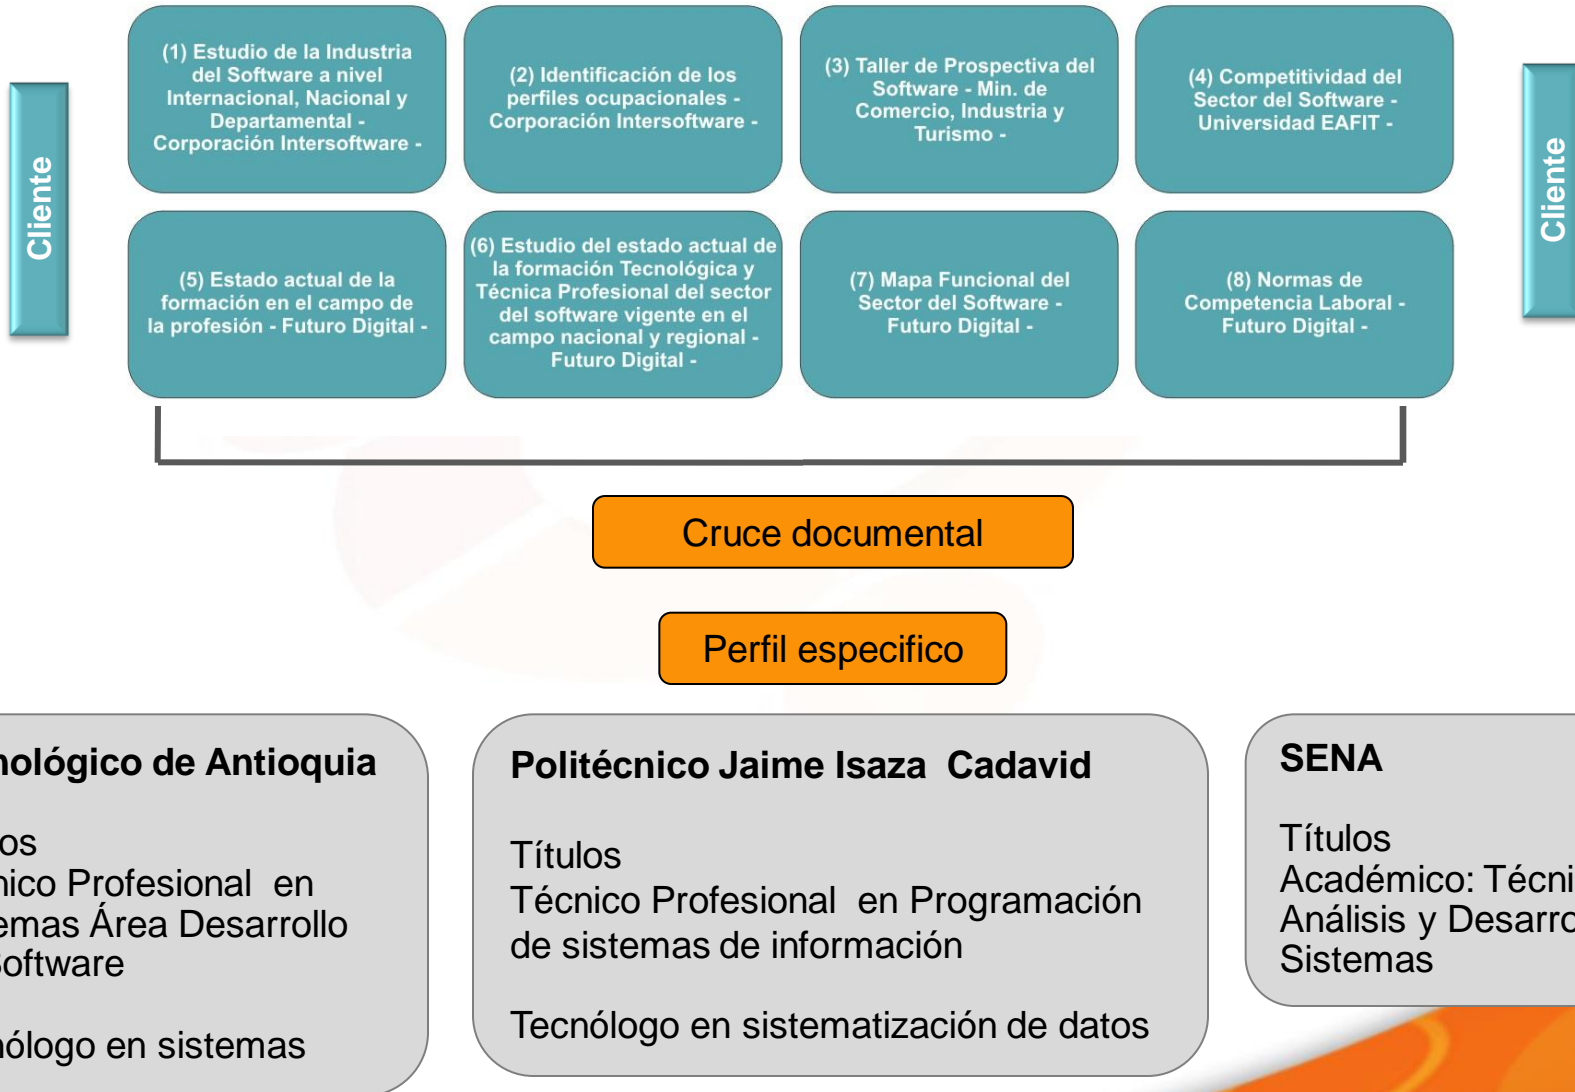 Cliente
(1) Estudio de la Industria
del Software a nivel
Internacional, Nacional y
Departamental -
Corporación Intersoftware -
(2) Identificación de los
perfiles ocupacionales -
Corporación Intersoftware -
(3) Taller de Prospectiva del
Software - Min. de
Comercio, Industria y
Turismo -
(4) Competitividad del
Sector del Software -
Universidad EAFIT -
Cliente
(5) Estado actual de la
formación en el campo de
la profesión - Futuro Digital -
(6) Estudio del estado actual de
la formación Tecnológica y
Técnica Profesional del sector
del software vigente en el
campo nacional y regional -
Futuro Digital -
(7) Mapa Funcional del
Sector del Software -
Futuro Digital -
(8) Normas de
Competencia Laboral -
Futuro Digital -
Cruce documental
Perfil especifico
nológico de Antioquia
os
nico Profesional en
emas Área Desarrollo
Software
nólogo en sistemas
Politécnico Jaime Isaza Cadavid
Títulos
Técnico Profesional en Programación
de sistemas de información
Tecnólogo en sistematización de datos
SENA
Títulos
Académico: Técni
Análisis y Desarro
Sistemas